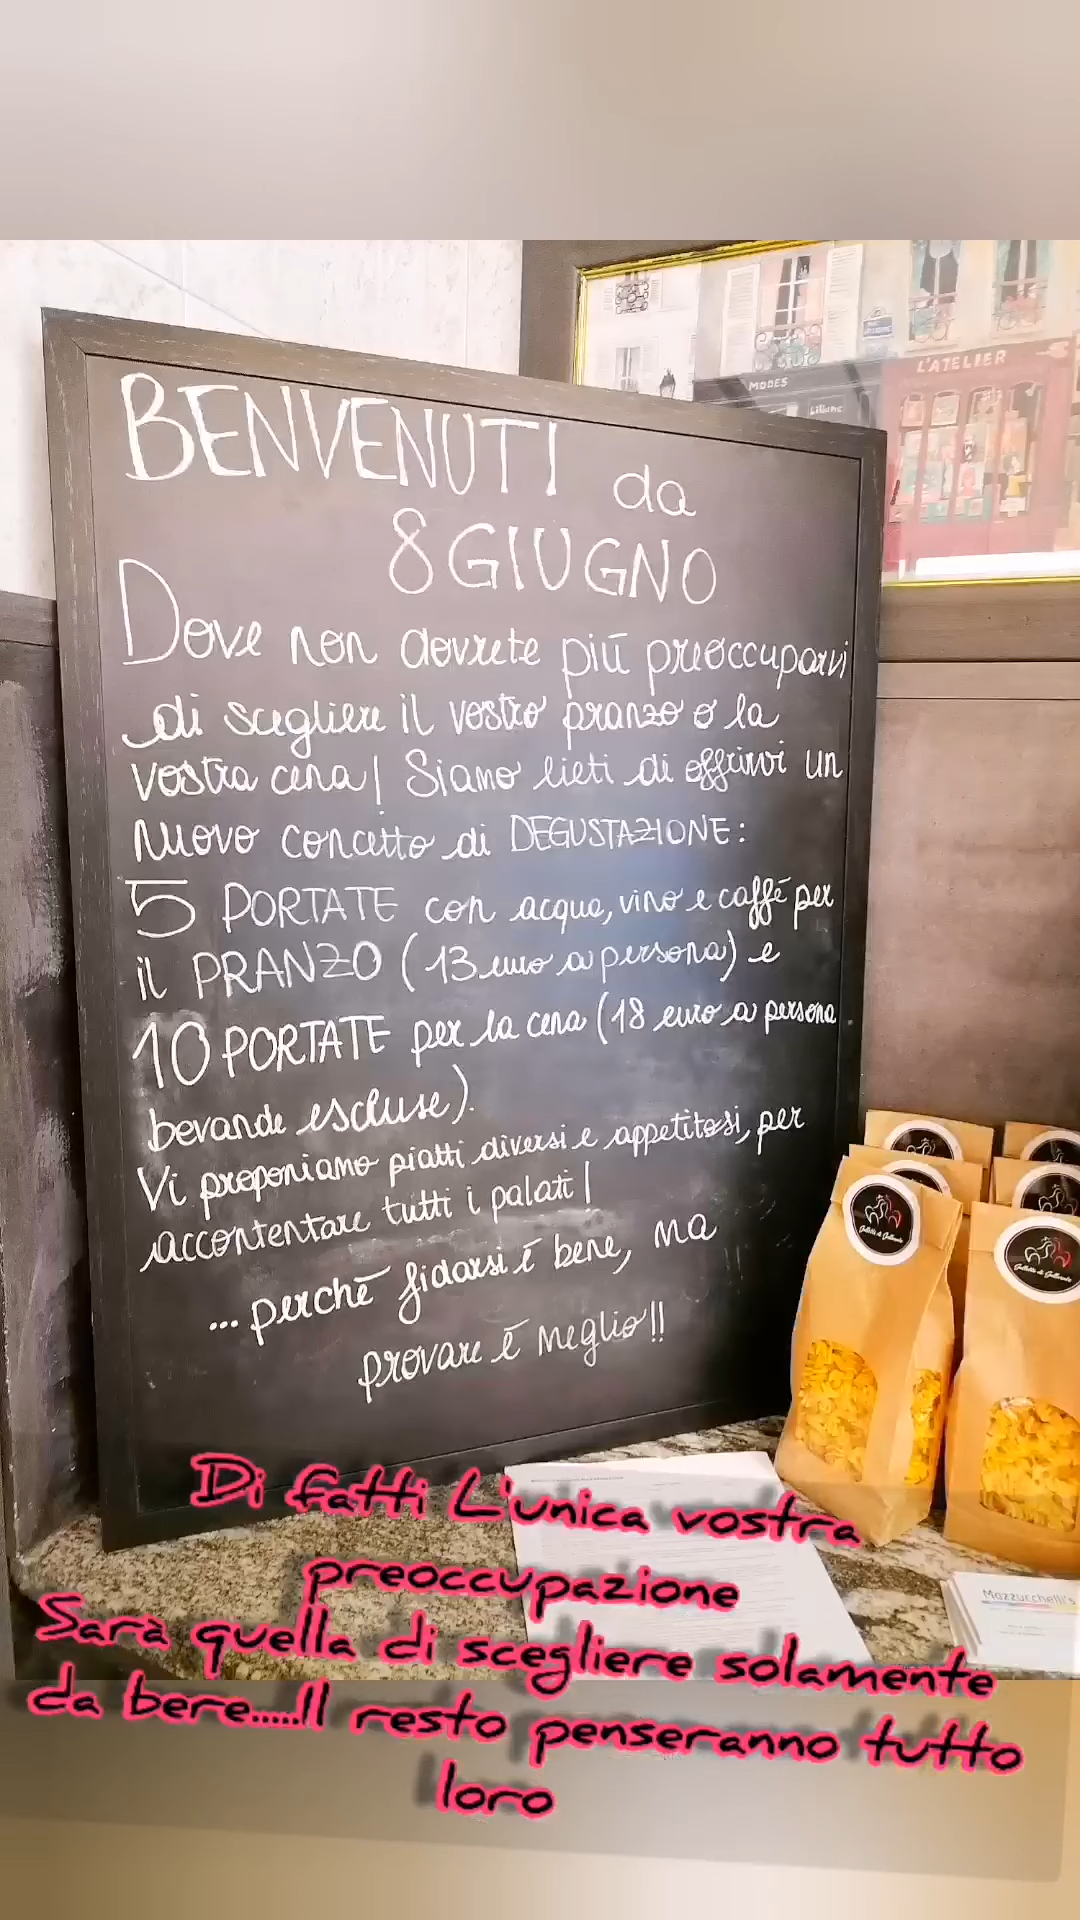 BENVENUTI da
8 GIUGNO
Dove non dovrete più preoccuparvi
di scegliere il vostro pranzo o la
vostra cena! Siamo lieti di offrirvi un
nuovo concetto di DEGUSTAZIONE:
5 PORTATE con acqua, vino e caffè per
il PRANZO (13 euro a persona) e
10 PORTATE per la cena (18 euro a persona
bevande escluse).
Vi proponiamo piatti diversi e appetitosi, per
accontentare tutti i palati!
... perchè fidarsi è bene, ma
provare è meglio!!
MODES
Liliane
L'ATELIER
Mazzucchelli's
Di fatti L'unica vostra
preoccupazione
Sarà quella di scegliere solamente
da bere.....Il resto penseranno tutto
loro